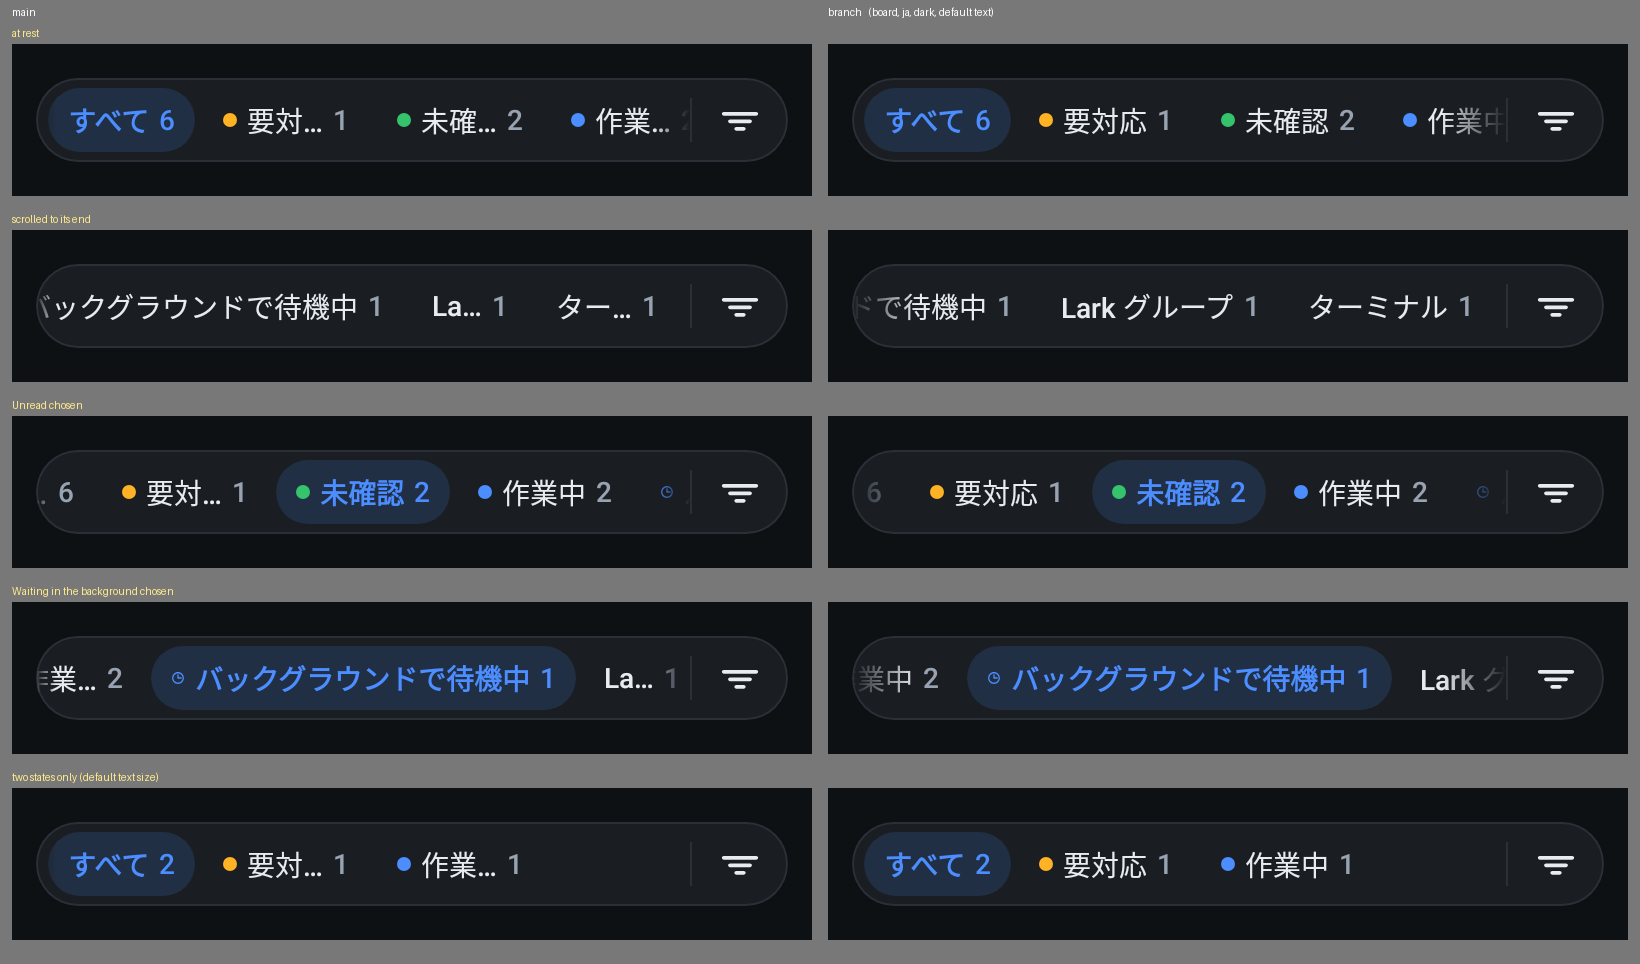 main
branch (board, ja, dark, default text)
at rest
すべて 6 要対... 1 未確... 2 作業...
すべて 6 要対応 1 未確認 2 作業中
scrolled to its end
バックグラウンドで待機中 1 La... 1 ター... 1
ドで待機中 1 Lark グループ 1 ターミナル 1
Unread chosen
... 6 要対... 1 未確認 2 作業中 2
6 要対応 1 未確認 2 作業中 2
Waiting in the background chosen
作業... 2 バックグラウンドで待機中 1 La... 1
業中 2 バックグラウンドで待機中 1 Lark グ
two states only (default text size)
すべて 2 要対... 1 作業... 1
すべて 2 要対応 1 作業中 1